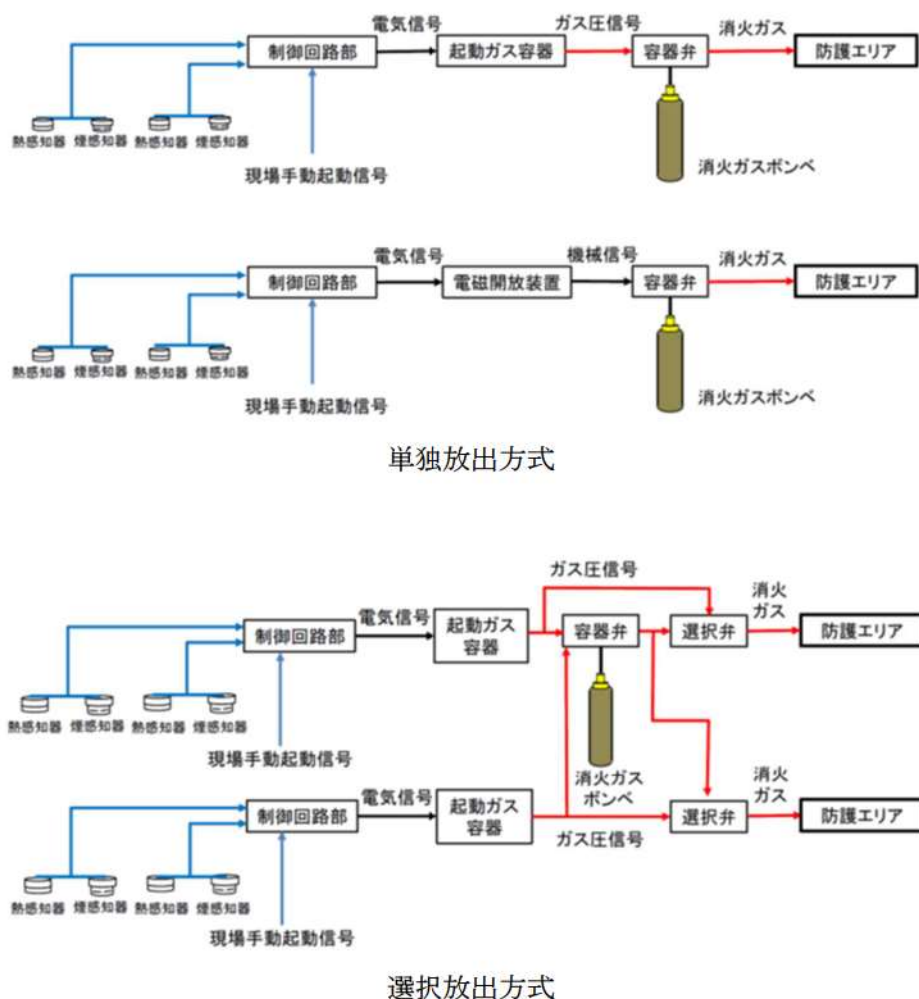 電気信号
ガス圧信号
消火ガス
制御回路部
起動ガス容器
容器弁
防護エリア
熱感知器 煙感知器 熱感知器 煙感知器
現場手動起動信号
消火ガスボンベ
電気信号
機械信号
消火ガス
制御回路部
電磁開放装置
容器弁
防護エリア
熱感知器 煙感知器 熱感知器 煙感知器
現場手動起動信号
消火ガスボンベ
単独放出方式
ガス圧信号
消火
ガス
電気信号
制御回路部
起動ガス
容器
容器弁
選択弁
防護エリア
熱感知器 煙感知器 熱感知器 煙感知器
現場手動起動信号
消火ガス
ボンベ
電気信号
消火
ガス
制御回路部
起動ガス
容器
ガス圧信号
選択弁
防護エリア
熱感知器 煙感知器 熱感知器 煙感知器
現場手動起動信号
選択放出方式